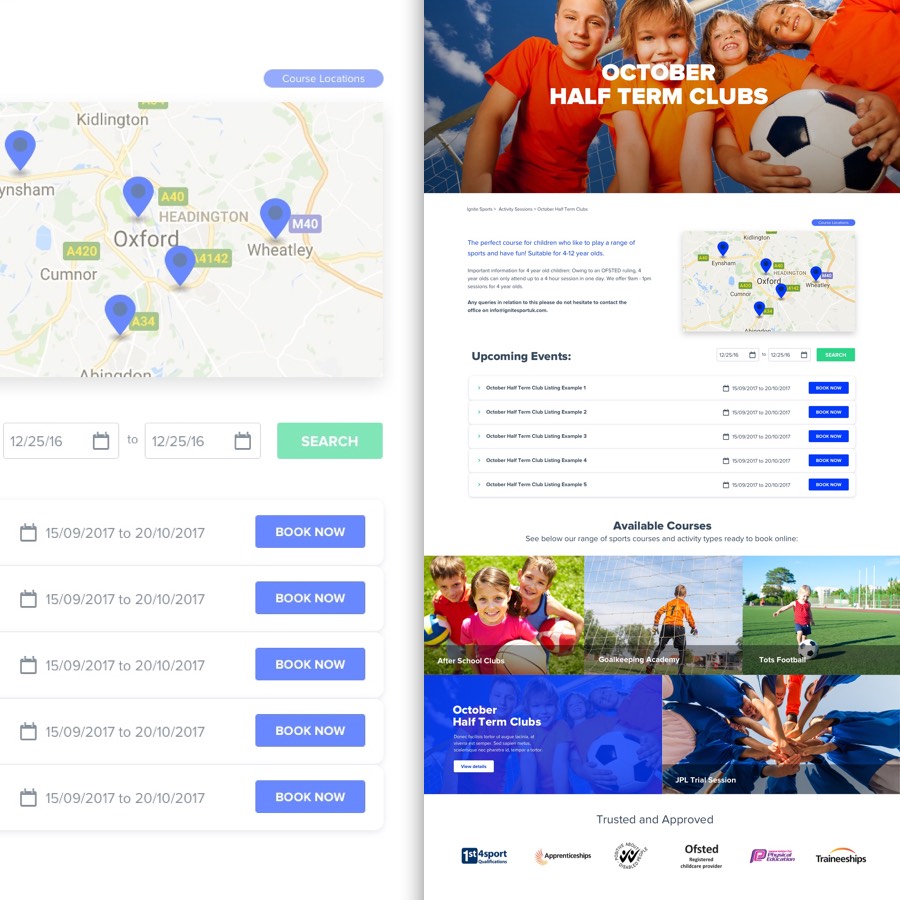 Course Locations
Kidlington
A40
ynsham
HEADINGTON
M40
Oxford
A420
A4142
Wheatley
Cumnor
A34
Abingdon
12/25/16
to
12/25/16
SEARCH
15/09/2017 to 20/10/2017
BOOK NOW
15/09/2017 to 20/10/2017
BOOK NOW
15/09/2017 to 20/10/2017
BOOK NOW
15/09/2017 to 20/10/2017
BOOK NOW
15/09/2017 to 20/10/2017
BOOK NOW
OCTOBER
HALF TERM CLUBS
Ignite Sports > Activity Sessions > October Half Term Clubs
Course Locations
The perfect course for children who like to play a range of
sports and have fun! Suitable for 4-12 year olds.
Important information for 4 year old children: Owing to an OFSTED ruling, 4
year olds can only attend up to a 4 hour session in one day. We offer 9am - 1pm
sessions for 4 year olds.
Any queries in relation to this please do not hesitate to contact the
office on info@ignitesportuk.com.
Kidlington
A40
Eynsham
A40
HEADINGTON
M40
Oxford
Wheatley
A420
A4142
Cumnor
A34
Abingdon
Upcoming Events:
12/25/16
to
12/25/16
SEARCH
October Half Term Club Listing Example 1
15/09/2017 to 20/10/2017
BOOK NOW
October Half Term Club Listing Example 2
15/09/2017 to 20/10/2017
BOOK NOW
October Half Term Club Listing Example 3
15/09/2017 to 20/10/2017
BOOK NOW
October Half Term Club Listing Example 4
15/09/2017 to 20/10/2017
BOOK NOW
October Half Term Club Listing Example 5
15/09/2017 to 20/10/2017
BOOK NOW
Available Courses
See below our range of sports courses and activity types ready to book online:
After School Clubs
Goalkeeping Academy
Tots Football
October
Half Term Clubs
Donec facilisis tortor ut augue lacinia, at
viverra est semper. Sed sapien metus,
scelerisque nec pharetra id, tempor a tortor.
View details
JPL Trial Session
Trusted and Approved
1st4sport
Qualifications
Apprenticeships
POSITIVE ABOUT
DISABLED PEOPLE
Ofsted
Registered
childcare provider
Physical
Education
Traineeships